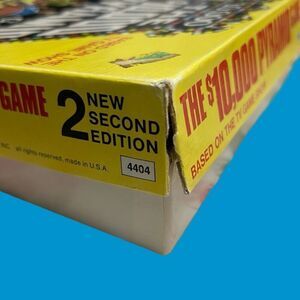 GAME
2 NEW
SECOND
EDITION
INC. all rights reserved, made in U.S.A.
4404
THE $10,000 PYRAMID
BASED ON THE TV GAME SHOW